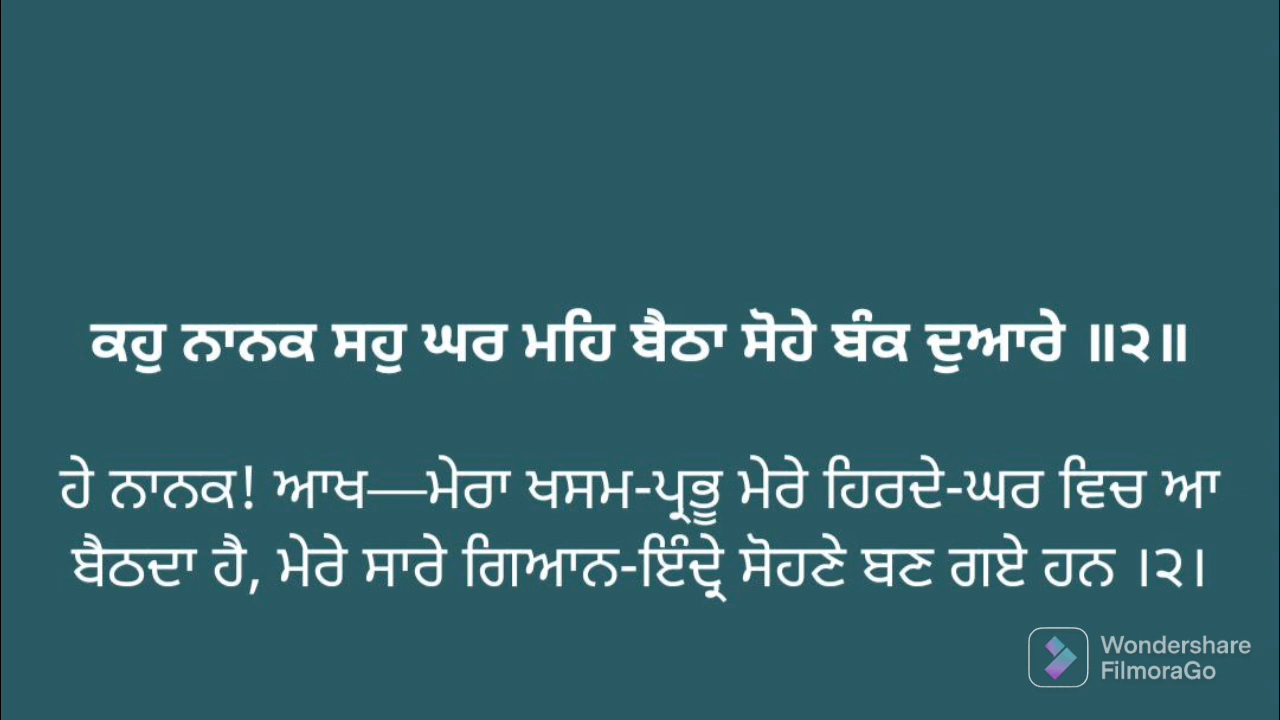 ਕਹੁ ਨਾਨਕ ਸਹੁ ਘਰ ਮਹਿ ਬੈਠਾ ਸੋਹੇ ਬੰਕ ਦੁਆਰੇ ॥੨॥
ਹੇ ਨਾਨਕ! ਆਖ—ਮੇਰਾ ਖਸਮ-ਪ੍ਰਭੂ ਮੇਰੇ ਹਿਰਦੇ-ਘਰ ਵਿਚ ਆ
ਬੈਠਦਾ ਹੈ, ਮੇਰੇ ਸਾਰੇ ਗਿਆਨ-ਇੰਦ੍ਰੇ ਸੋਹਣੇ ਬਣ ਗਏ ਹਨ ।੨।
Wondershare
FilmoraGo